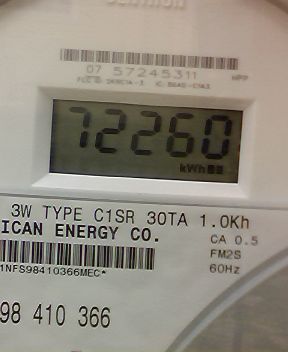 07 57245311
HPP
72260
kWh
3W TYPE C1SR 30TA 1.0Kh
ICAN ENERGY CO.
CA 0.5
FM2S
60Hz
1NFS98410366MEC*
98 410 366